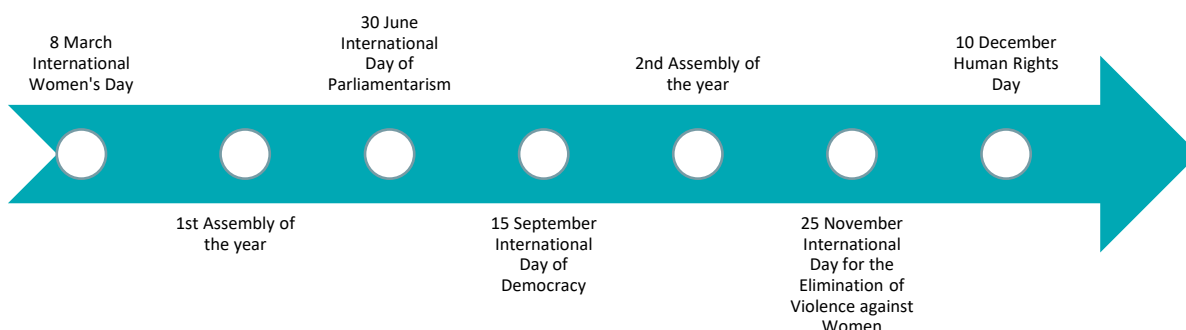 8 March
International
Women's Day
1st Assembly of
the year
30 June
International
Day of
Parliamentarism
15 September
International
Day of
Democracy
2nd Assembly of
the year
25 November
International
Day for the
Elimination of
Violence against
Women
10 December
Human Rights
Day